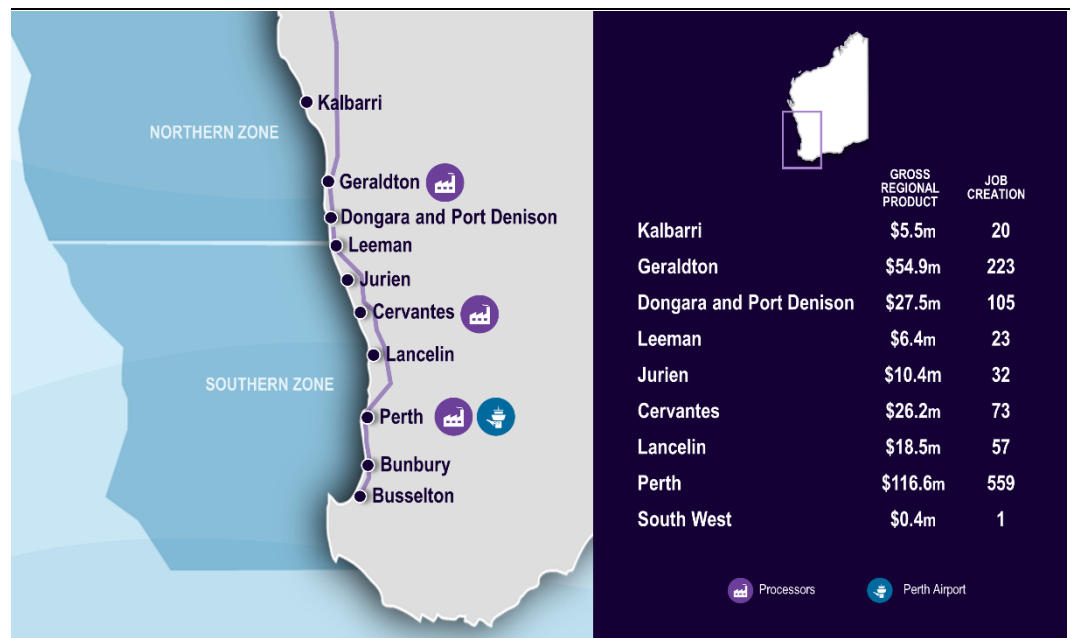 Kalbarri
NORTHERN ZONE
Geraldton
Dongara and Port Denison
Leeman
Jurien
Cervantes
Lancelin
SOUTHERN ZONE
Perth
Bunbury
Busselton
GROSS
REGIONAL
PRODUCT
JOB
CREATION
Kalbarri $5.5m 20
Geraldton $54.9m 223
Dongara and Port Denison $27.5m 105
Leeman $6.4m 23
Jurien $10.4m 32
Cervantes $26.2m 73
Lancelin $18.5m 57
Perth $116.6m 559
South West $0.4m 1
Processors
Perth Airport